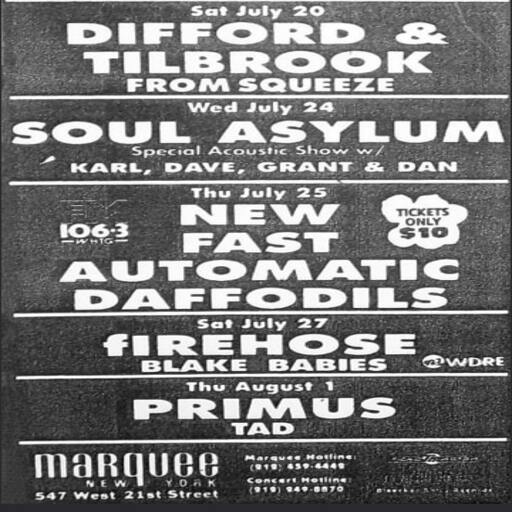 Sat July 20
DIFFORD &
TILBROOK
FROM SQUEEZE
Wed July 24
SOUL ASYLUM
Special Acoustic Show w/
KARL, DAVE, GRANT & DAN
Thu July 25
106·3
WHTG
NEW
FAST
AUTOMATIC
DAFFODILS
TICKETS
ONLY
$10
Sat July 27
fIREHOSE
BLAKE BABIES
WDRE
Thu August 1
PRIMUS
TAD
marquee
NEW YORK
547 West 21st Street
Marquee Hotline:
Concert Hotline: